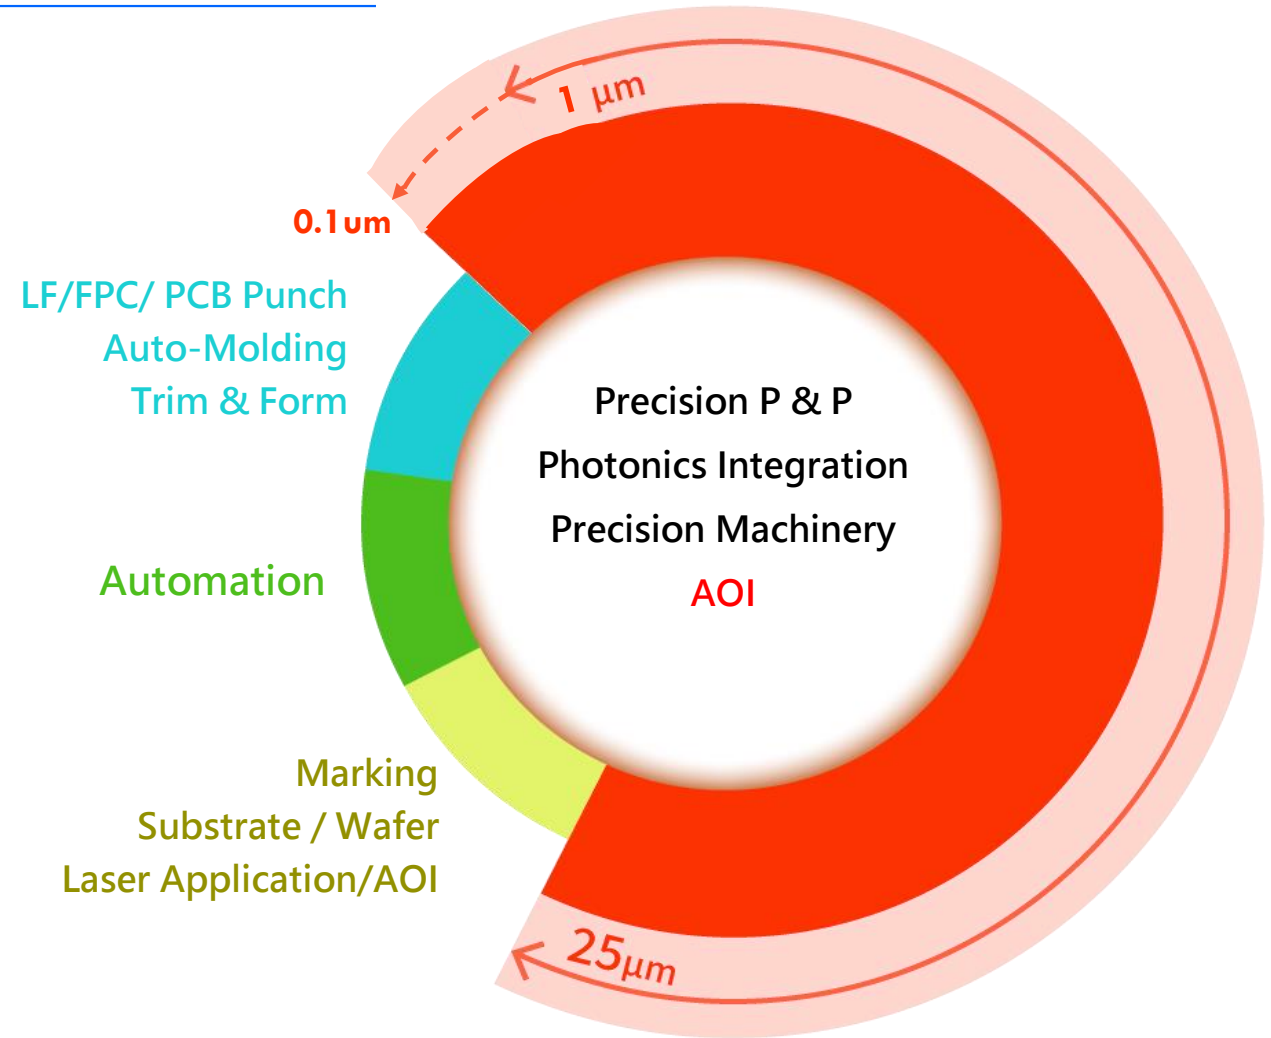 1 μm
0.1um
LF/FPC/ PCB Punch
Auto-Molding
Trim & Form
Precision P & P
Photonics Integration
Precision Machinery
AOI
Automation
Marking
Substrate / Wafer
Laser Application/AOI
25μm